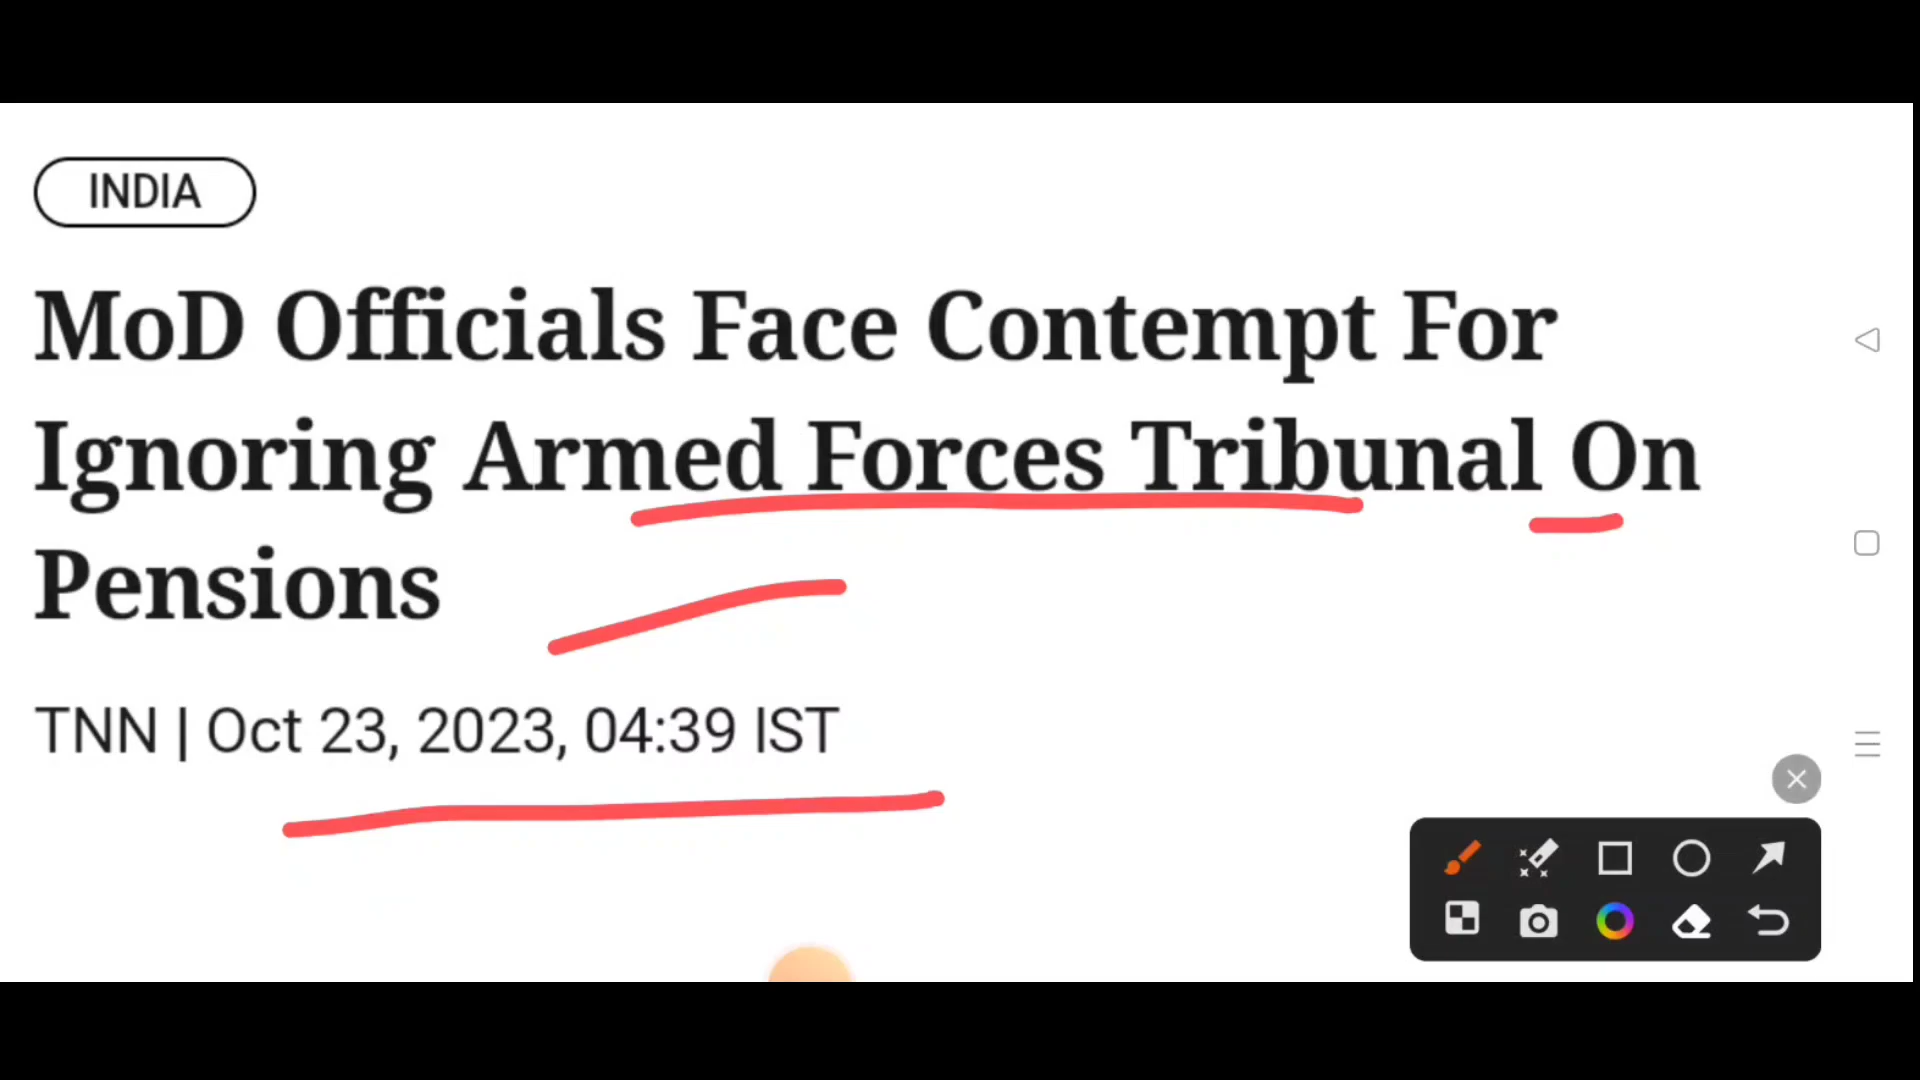 INDIA
MoD Officials Face Contempt For
Ignoring Armed Forces Tribunal On
Pensions
TNN | Oct 23, 2023, 04:39 IST